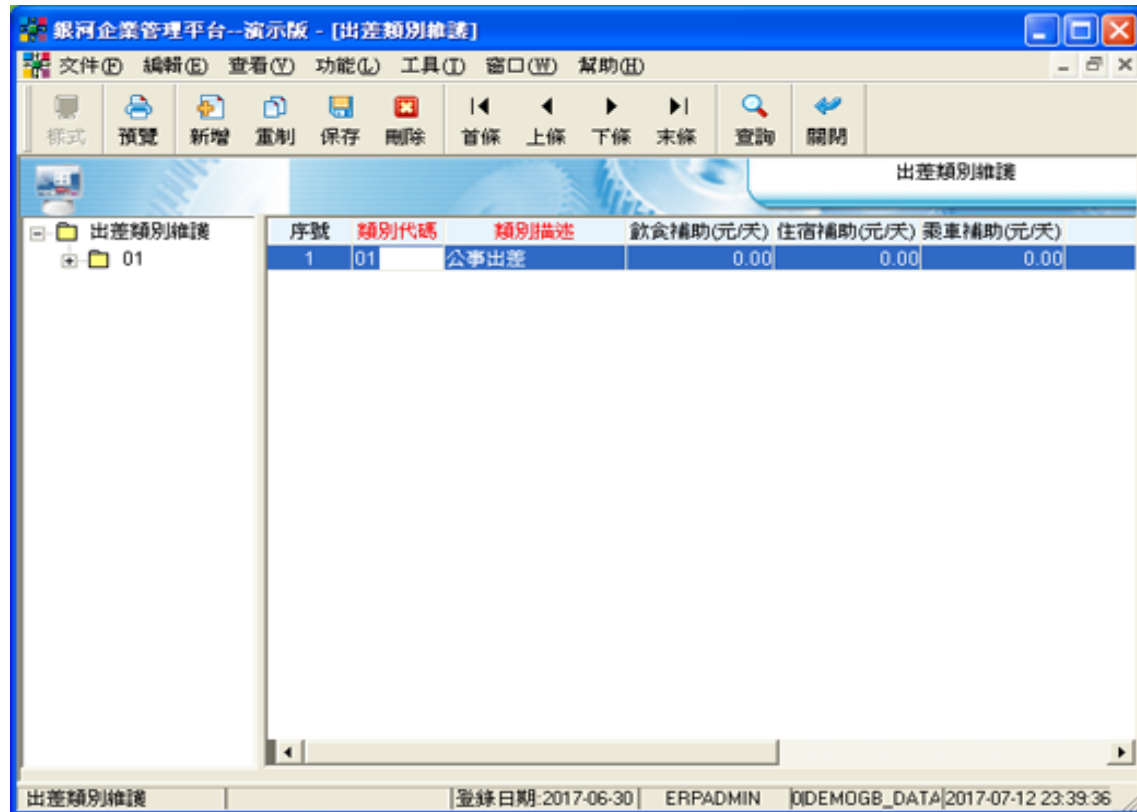 銀河企業管理平台--演示版 - [出差類別維護]
文件(F) 編輯(E) 查看(V) 功能(L) 工具(T) 窗口(W) 幫助(H)
樣式 預覽 新增 重制 保存 刪除 首條 上條 下條 末條 查詢 關閉
出差類別維護
出差類別維護
01
序號 類別代碼 類別描述 飲食補助(元/天) 住宿補助(元/天) 乘車補助(元/天)
1 01 公事出差 0.00 0.00 0.00
出差類別維護 登錄日期:2017-06-30 ERPADMIN 0|DEMOGB_DATA 2017-07-12 23:39:36